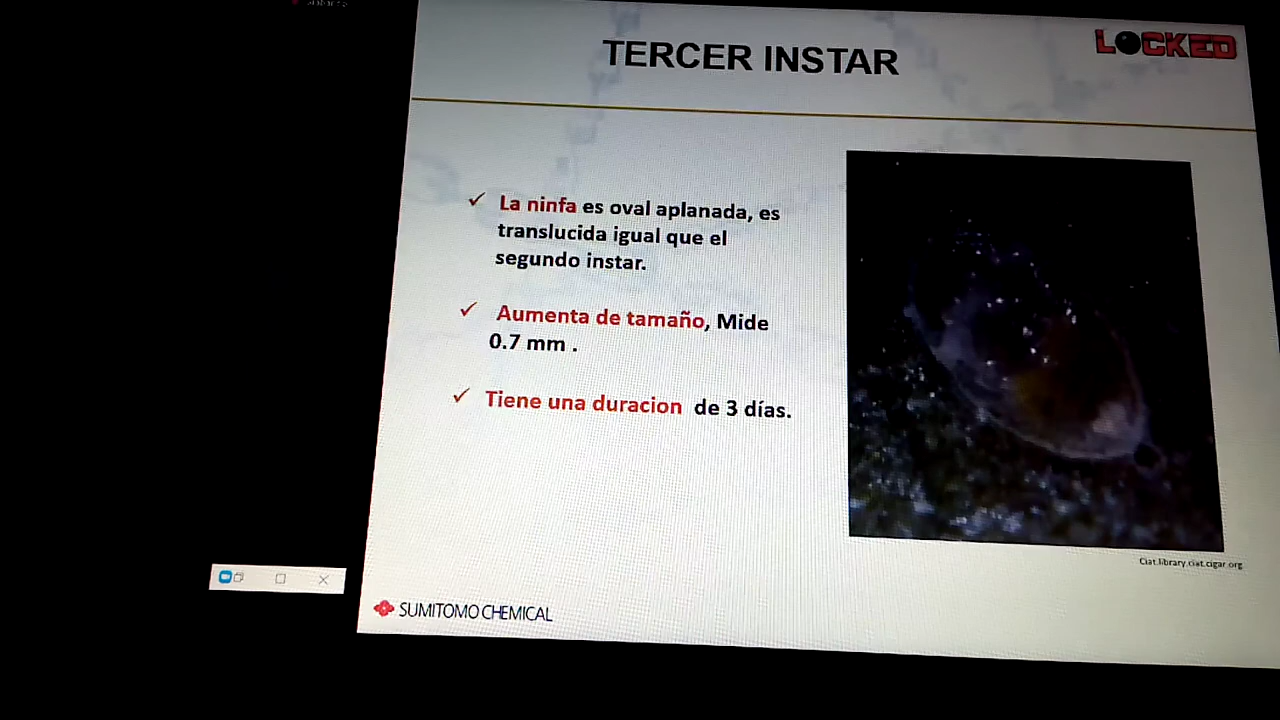 TERCER INSTAR
LOCKED
✓ La ninfa es oval aplanada, es
translucida igual que el
segundo instar.
✓ Aumenta de tamaño, Mide
0.7 mm .
✓ Tiene una duracion de 3 días.
Ciat.library.ciat.cigar.org
SUMITOMO CHEMICAL